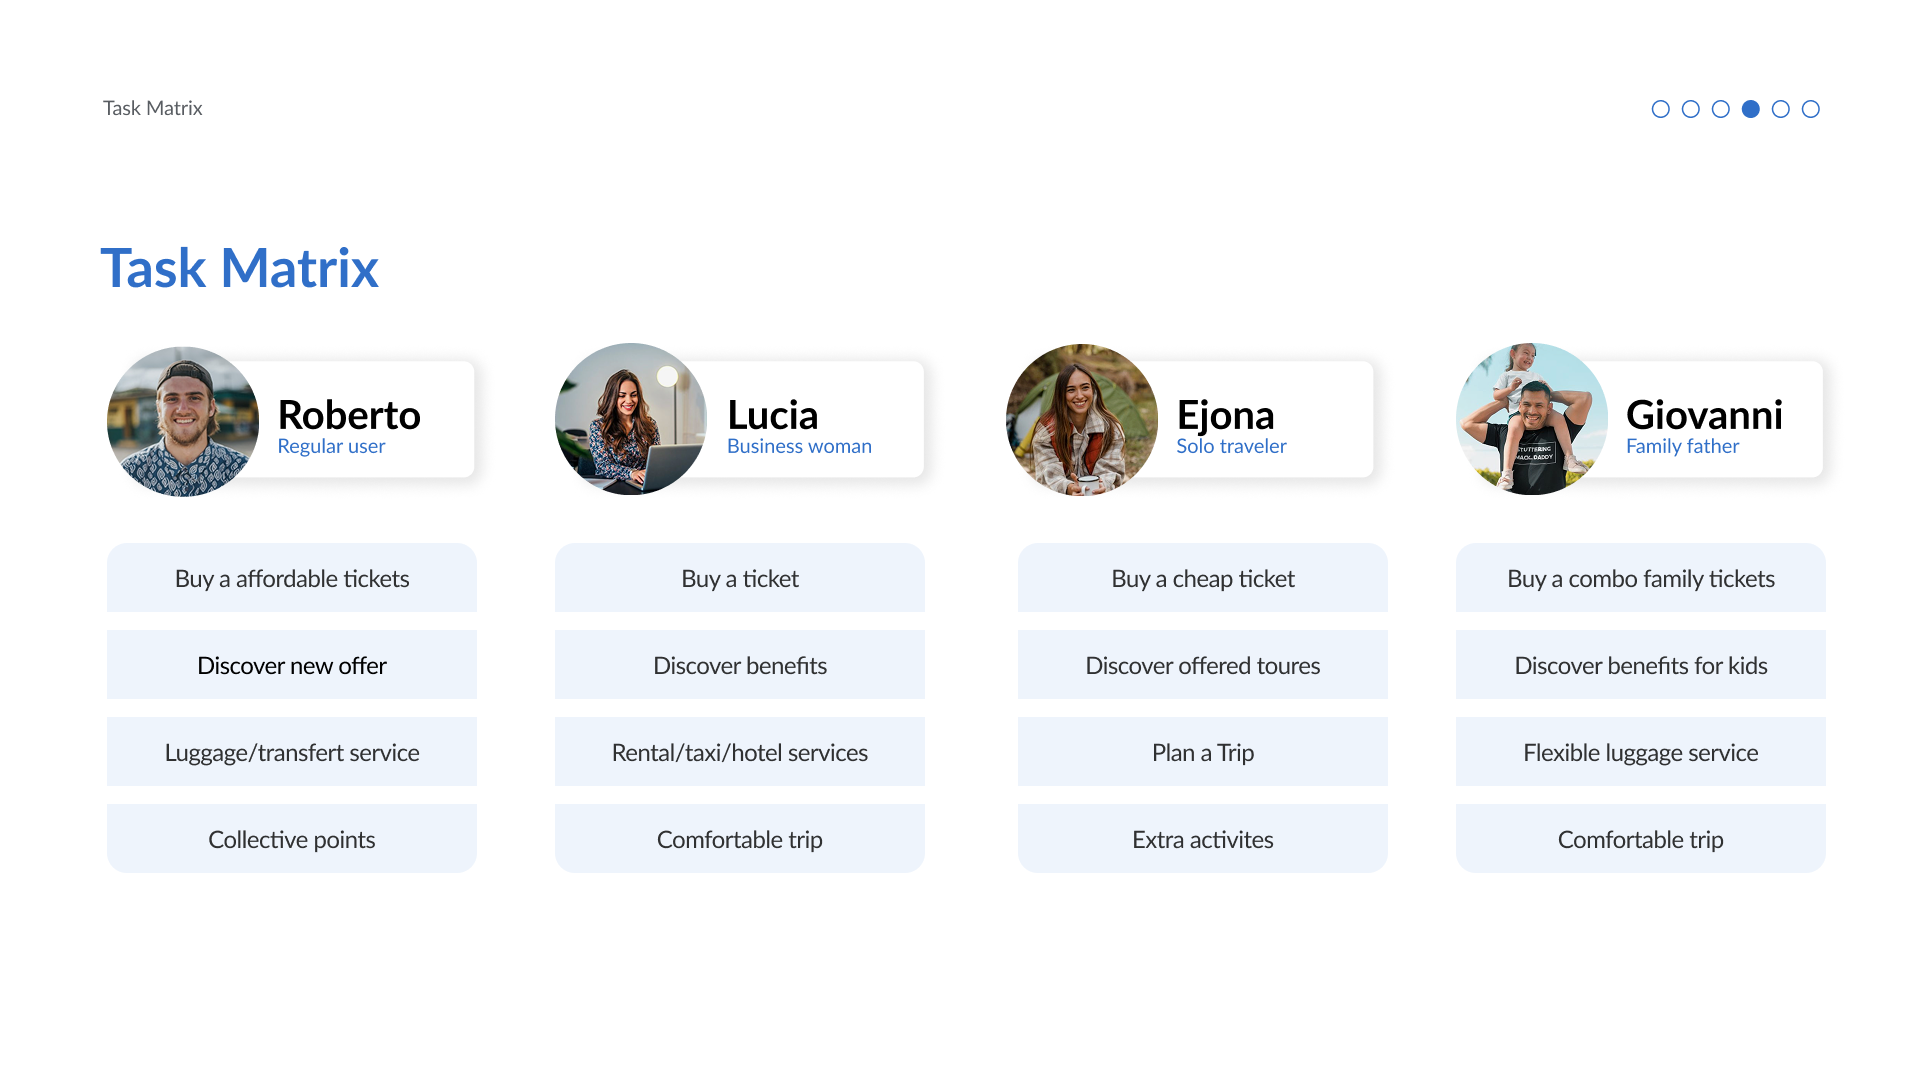 Task Matrix
Task Matrix
Roberto
Regular user
Lucia
Business woman
Ejona
Solo traveler
Giovanni
Family father
STUTTERING
MACK DADDY
Buy a affordable tickets
Buy a ticket
Buy a cheap ticket
Buy a combo family tickets
Discover new offer
Discover benefits
Discover offered toures
Discover benefits for kids
Luggage/transfert service
Rental/taxi/hotel services
Plan a Trip
Flexible luggage service
Collective points
Comfortable trip
Extra activites
Comfortable trip